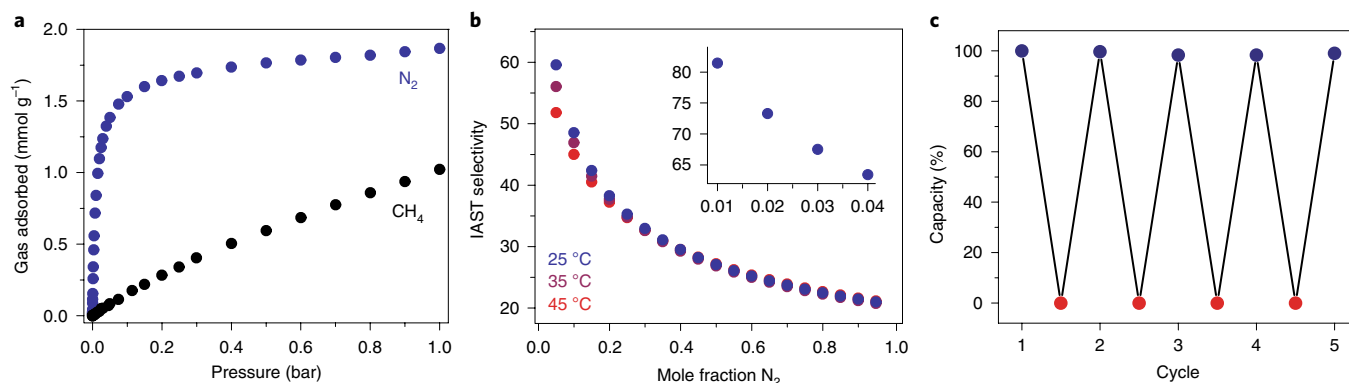 a
2.0
1.5
1.0
0.5
0.0
Gas adsorbed (mmol g⁻¹)
N₂
CH₄
0.0 0.2 0.4 0.6 0.8 1.0
Pressure (bar)
b
60
50
40
30
20
IAST selectivity
85
80
75
70
65
0.01 0.02 0.03 0.04
25 °C
35 °C
45 °C
0.0 0.2 0.4 0.6 0.8 1.0
Mole fraction N₂
c
100
80
60
40
20
0
Capacity (%)
1 2 3 4 5
Cycle